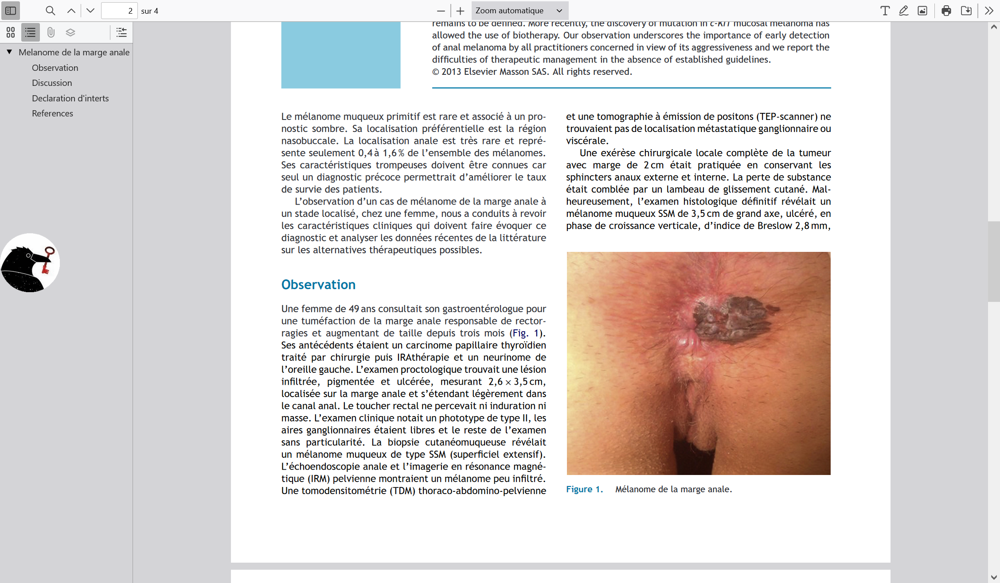 2
sur 4
Zoom automatique
Melanome de la marge anale
Observation
Discussion
Declaration d'interts
References
remains to be defined. More recently, the discovery of mutation in c-KIT mucosal melanoma has
allowed the use of biotherapy. Our observation underscores the importance of early detection
of anal melanoma by all practitioners concerned in view of its aggressiveness and we report the
difficulties of therapeutic management in the absence of established guidelines.
© 2013 Elsevier Masson SAS. All rights reserved.
Le mélanome muqueux primitif est rare et associé à un pro-
nostic sombre. Sa localisation préférentielle est la région
nasobuccale. La localisation anale est très rare et repré-
sente seulement 0,4 à 1,6 % de l’ensemble des mélanomes.
Ses caractéristiques trompeuses doivent être connues car
seul un diagnostic précoce permettrait d’améliorer le taux
de survie des patients.
L’observation d’un cas de mélanome de la marge anale à
un stade localisé, chez une femme, nous a conduits à revoir
les caractéristiques cliniques qui doivent faire évoquer ce
diagnostic et analyser les données récentes de la littérature
sur les alternatives thérapeutiques possibles.
Observation
Une femme de 49 ans consultait son gastroentérologue pour
une tuméfaction de la marge anale responsable de rector-
ragies et augmentant de taille depuis trois mois (Fig. 1).
Ses antécédents étaient un carcinome papillaire thyroïdien
traité par chirurgie puis IRAthérapie et un neurinome de
l’oreille gauche. L’examen proctologique trouvait une lésion
infiltrée, pigmentée et ulcérée, mesurant 2,6 × 3,5 cm,
localisée sur la marge anale et s’étendant légèrement dans
le canal anal. Le toucher rectal ne percevait ni induration ni
masse. L’examen clinique notait un phototype de type II, les
aires ganglionnaires étaient libres et le reste de l’examen
sans particularité. La biopsie cutanéomuqueuse révélait
un mélanome muqueux de type SSM (superficiel extensif).
L’échoendoscopie anale et l’imagerie en résonance magné-
tique (IRM) pelvienne montraient un mélanome peu infiltré.
Une tomodensitométrie (TDM) thoraco-abdomino-pelvienne
et une tomographie à émission de positons (TEP-scanner) ne
trouvaient pas de localisation métastatique ganglionnaire ou
viscérale.
Une exérèse chirurgicale locale complète de la tumeur
avec marge de 2 cm était pratiquée en conservant les
sphincters anaux externe et interne. La perte de substance
était comblée par un lambeau de glissement cutané. Mal-
heureusement, l’examen histologique définitif révélait un
mélanome muqueux SSM de 3,5 cm de grand axe, ulcéré, en
phase de croissance verticale, d’indice de Breslow 2,8 mm,
Figure 1. Mélanome de la marge anale.